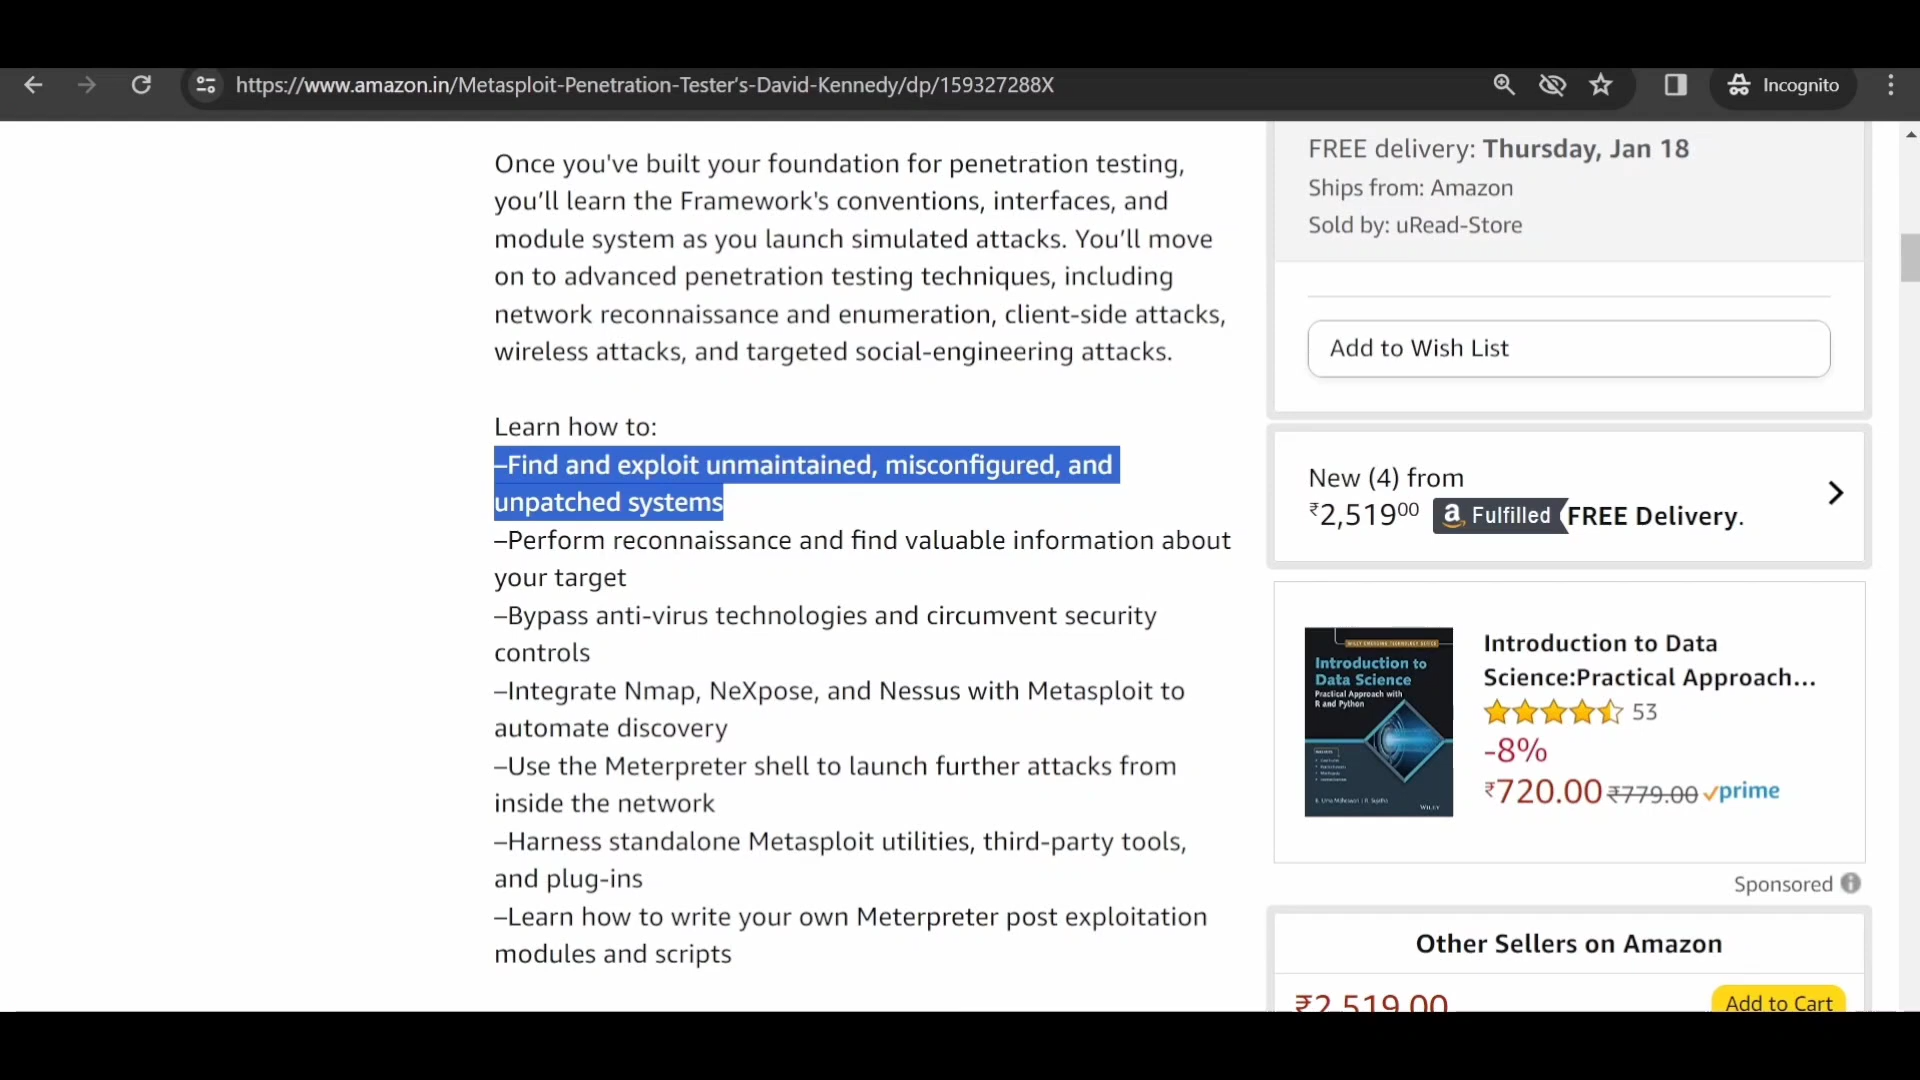 https://www.amazon.in/Metasploit-Penetration-Tester's-David-Kennedy/dp/159327288X
Incognito
Once you've built your foundation for penetration testing,
you’ll learn the Framework's conventions, interfaces, and
module system as you launch simulated attacks. You’ll move
on to advanced penetration testing techniques, including
network reconnaissance and enumeration, client-side attacks,
wireless attacks, and targeted social-engineering attacks.
Learn how to:
–Find and exploit unmaintained, misconfigured, and
unpatched systems
–Perform reconnaissance and find valuable information about
your target
–Bypass anti-virus technologies and circumvent security
controls
–Integrate Nmap, NeXpose, and Nessus with Metasploit to
automate discovery
–Use the Meterpreter shell to launch further attacks from
inside the network
–Harness standalone Metasploit utilities, third-party tools,
and plug-ins
–Learn how to write your own Meterpreter post exploitation
modules and scripts
FREE delivery: Thursday, Jan 18
Ships from: Amazon
Sold by: uRead-Store
Add to Wish List
New (4) from
₹2,519⁰⁰ a Fulfilled FREE Delivery.
Introduction to
Data Science
Practical Approach with
R and Python
WILEY
Introduction to Data
Science:Practical Approach...
53
-8%
₹720.00 ₹779.00 prime
Sponsored
Other Sellers on Amazon
₹2,519.00
Add to Cart